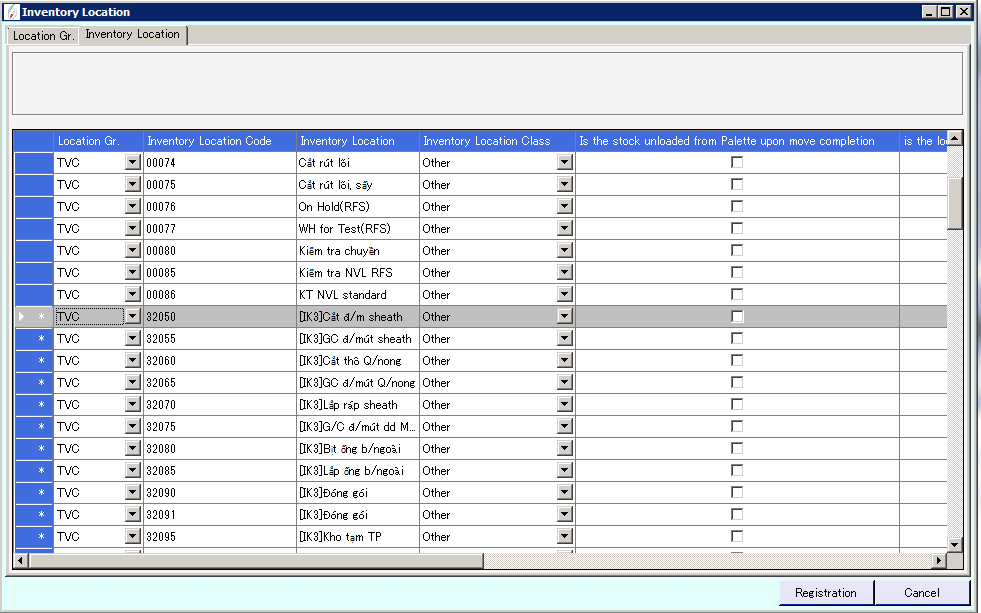 Inventory Location
Location Gr. Inventory Location
Location Gr. Inventory Location Code Inventory Location Inventory Location Class Is the stock unloaded from Palette upon move completion is the lo
TVC 00074 Cắt rút lõi Other
TVC 00075 Cắt rút lõi, sấy Other
TVC 00076 On Hold(RFS) Other
TVC 00077 WH for Test(RFS) Other
TVC 00080 Kiểm tra chuyền Other
TVC 00085 Kiểm tra NVL RFS Other
TVC 00086 KT NVL standard Other
* TVC 32050 [IK3]Cắt đ/m sheath Other
* TVC 32055 [IK3]GC đ/mút sheath Other
* TVC 32060 [IK3]Cắt thô Q/nong Other
* TVC 32065 [IK3]GC đ/mút Q/nong Other
* TVC 32070 [IK3]Lắp ráp sheath Other
* TVC 32075 [IK3]G/C đ/mút dd M... Other
* TVC 32080 [IK3]Bịt ống b/ngoài Other
* TVC 32085 [IK3]Lắp ống b/ngoài Other
* TVC 32090 [IK3]Đóng gói Other
* TVC 32091 [IK3]Đóng gói Other
* TVC 32095 [IK3]Kho tạm TP Other
Registration Cancel